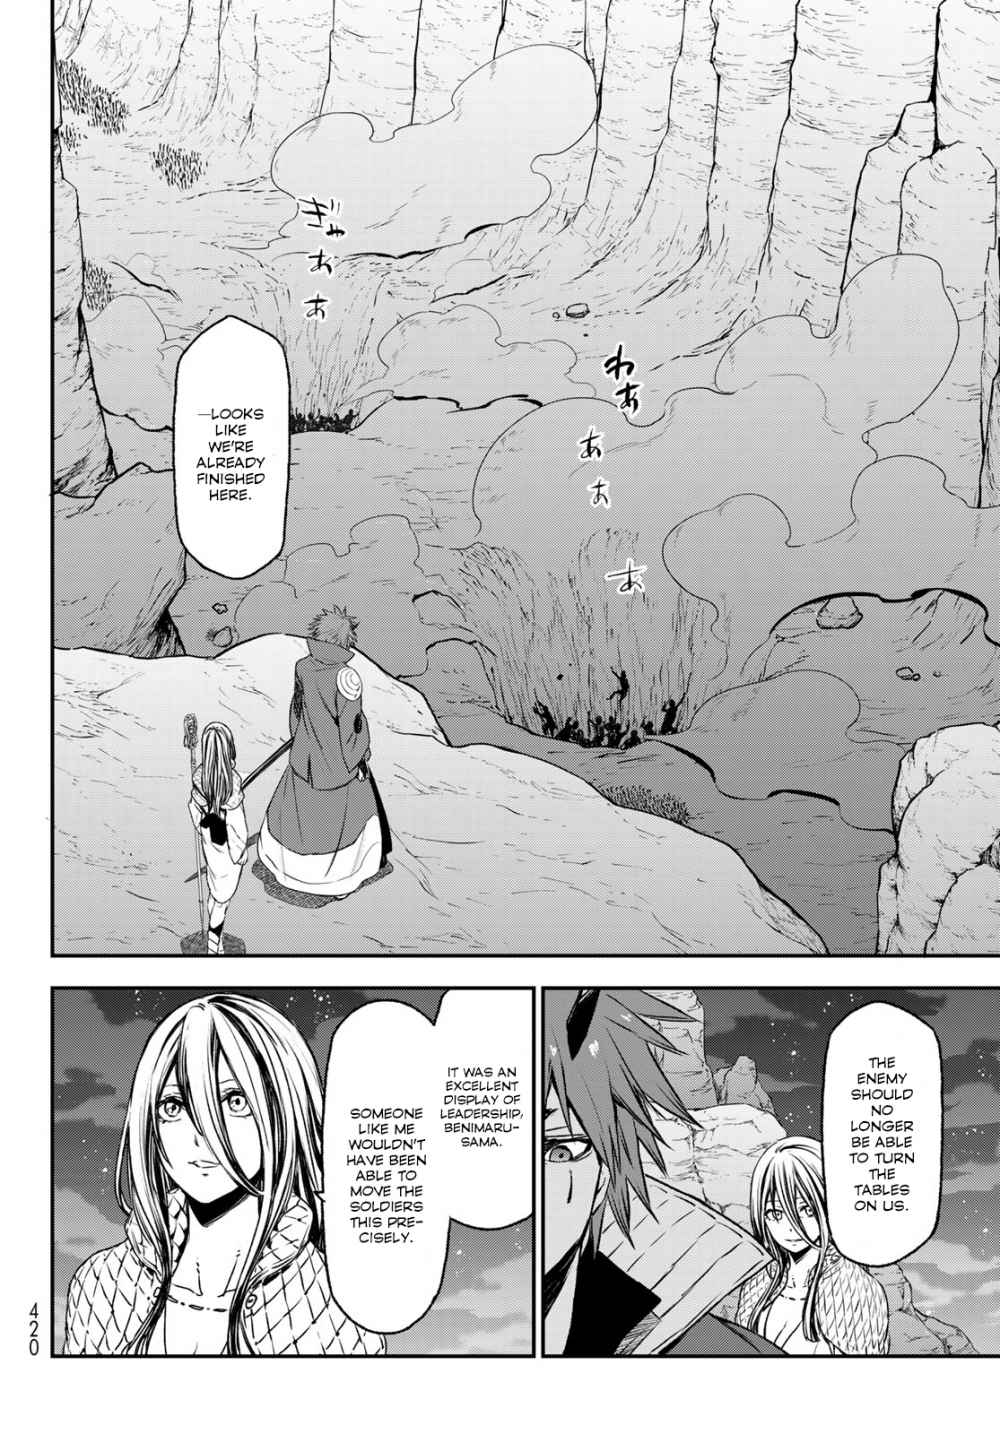 ぎゃ
あ
ぁ
わぁ
あ
あ
ぁ
—LOOKS
LIKE
WE'RE
ALREADY
FINISHED
HERE.
THE
ENEMY
SHOULD
NO
LONGER
BE ABLE
TO TURN
THE
TABLES
ON US.
IT WAS AN
EXCELLENT
DISPLAY OF
LEADERSHIP,
BENIMARU-
SAMA.
SOMEONE
LIKE ME
WOULDN'T
HAVE BEEN
ABLE TO
MOVE THE
SOLDIERS
THIS PRE-
CISELY.
420